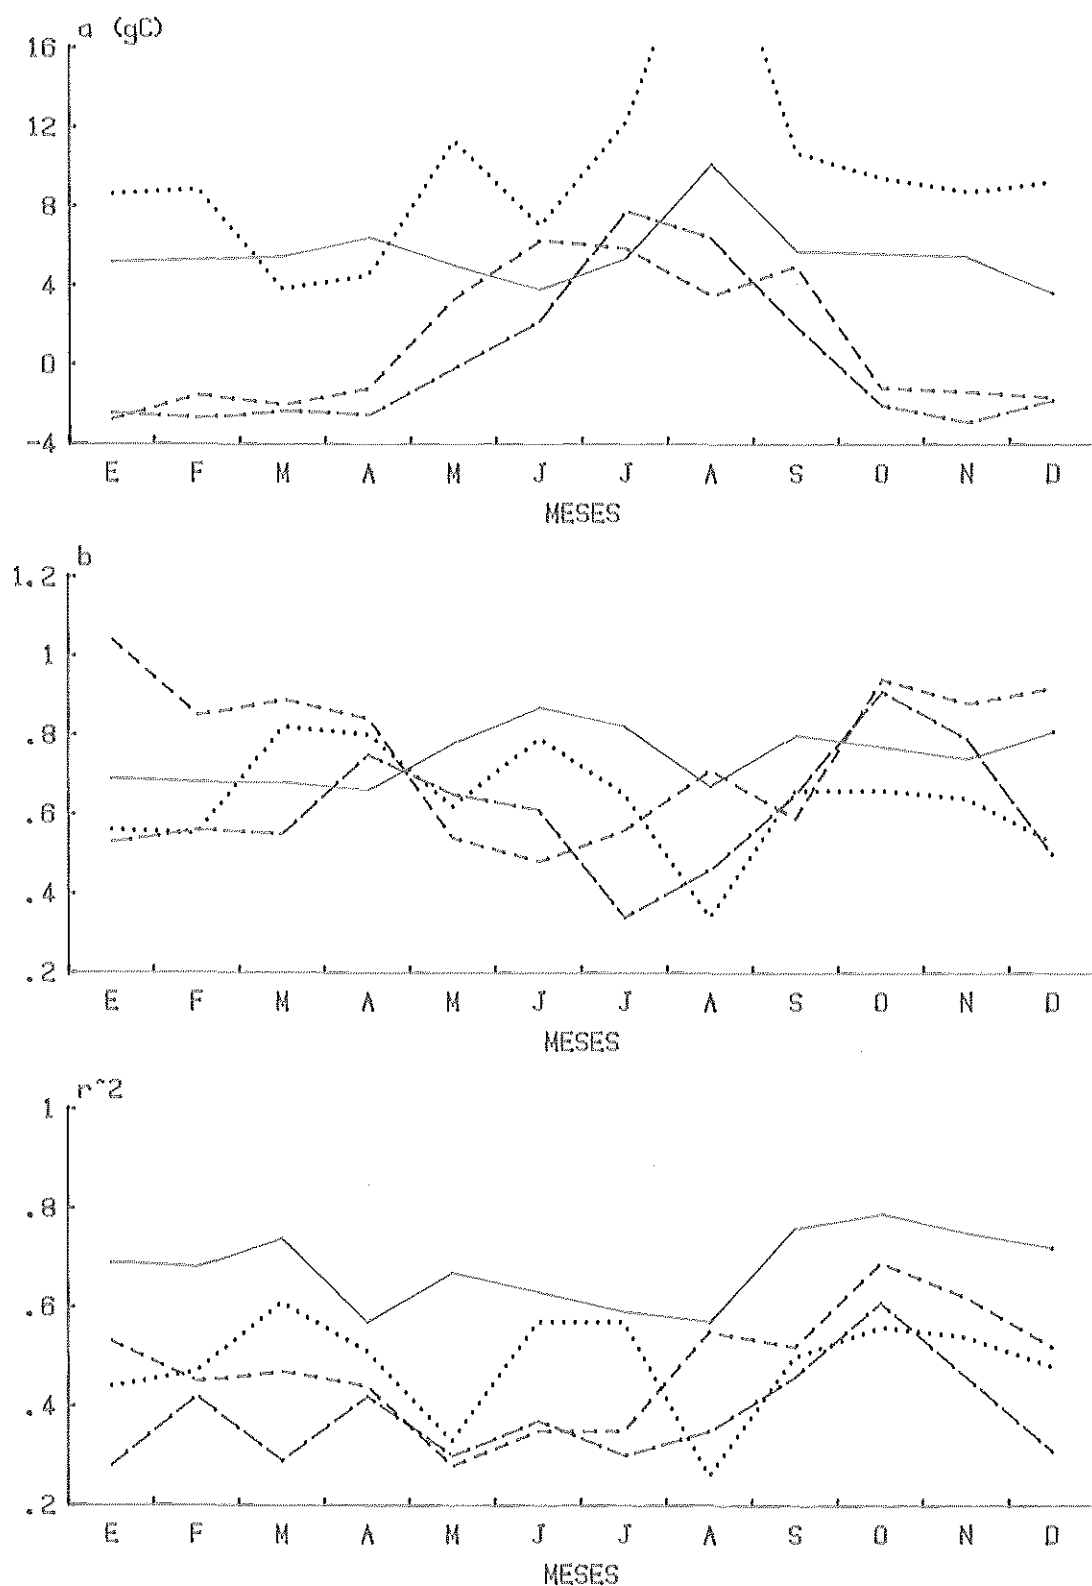 a (gC)
16
12
8
4
0
-4
E F M A M J J A S O N D
MESES
b
1.2
1
.8
.6
.4
.2
E F M A M J J A S O N D
MESES
r^2
1
.8
.6
.4
.2
E F M A M J J A S O N D
MESES